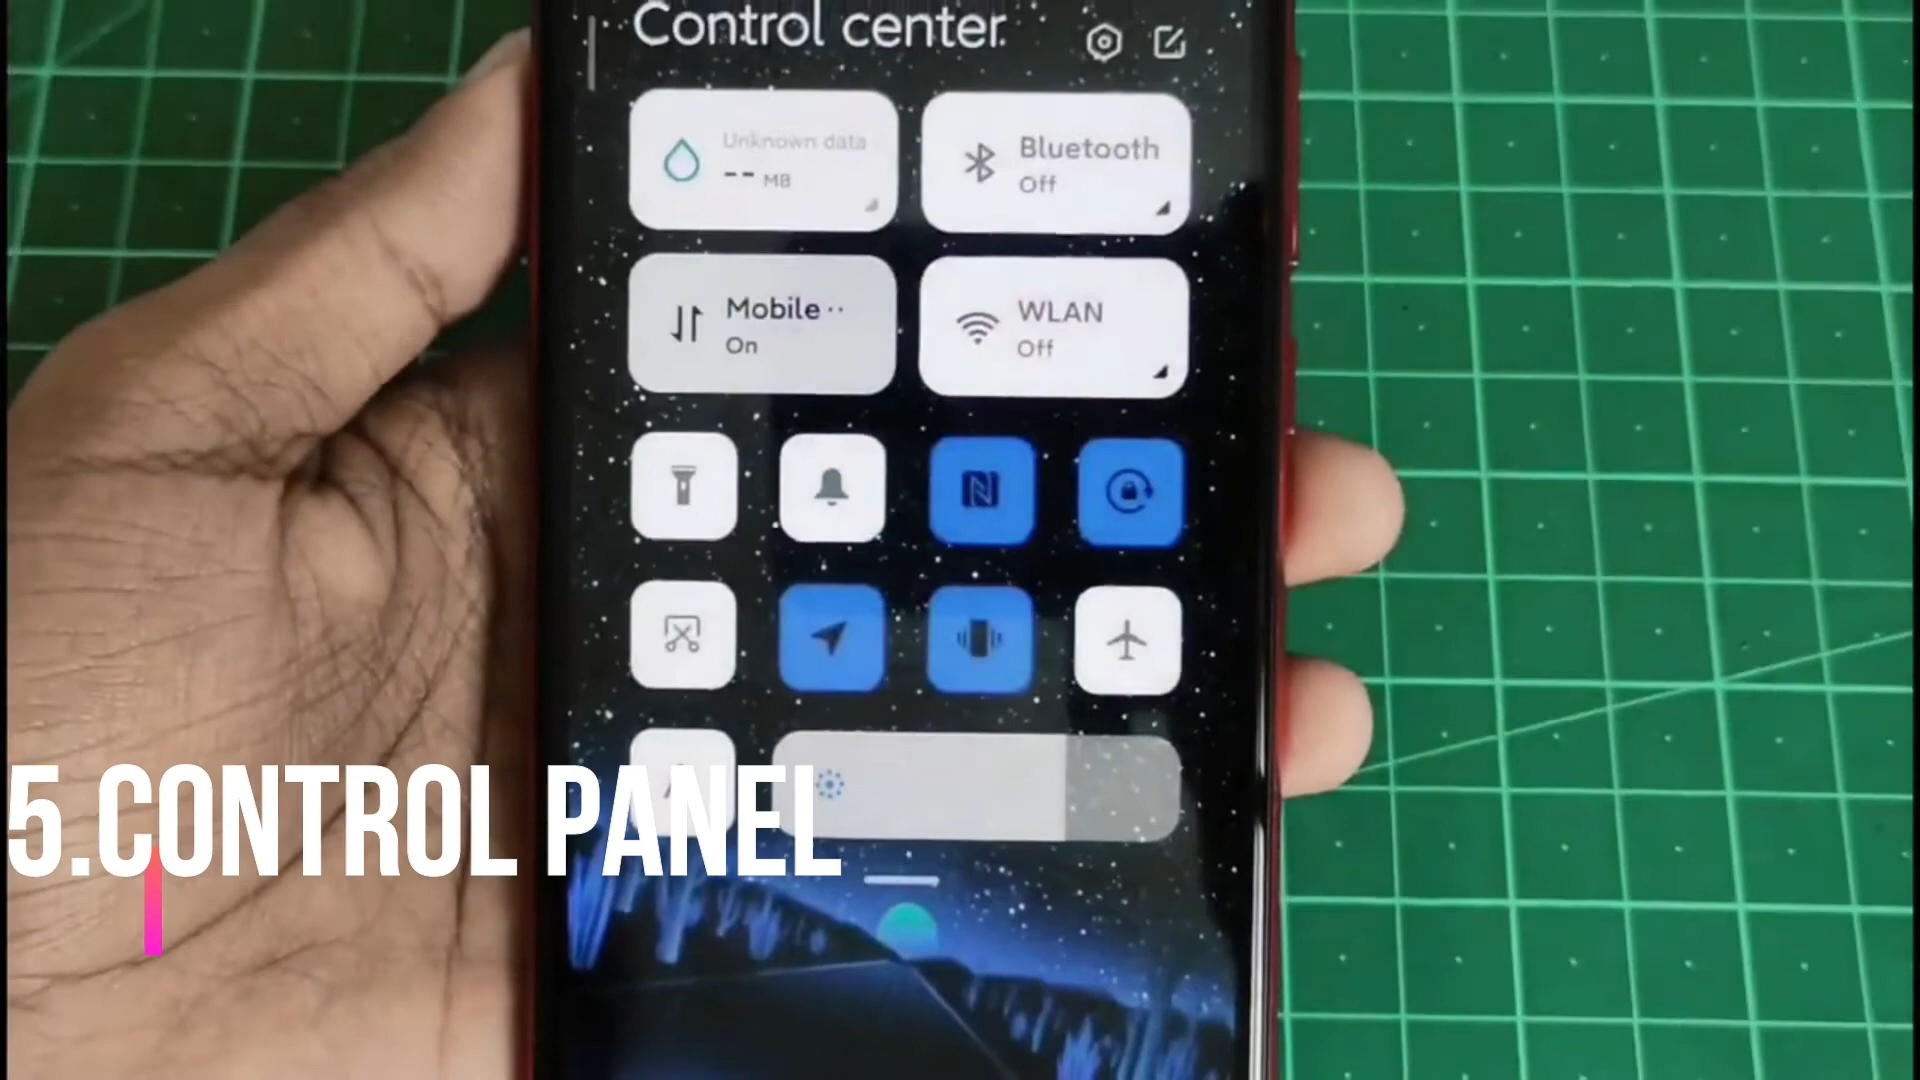 Control center
Unknown data
-- MB
Bluetooth
Off
Mobile ··
On
WLAN
Off
5.CONTROL PANEL